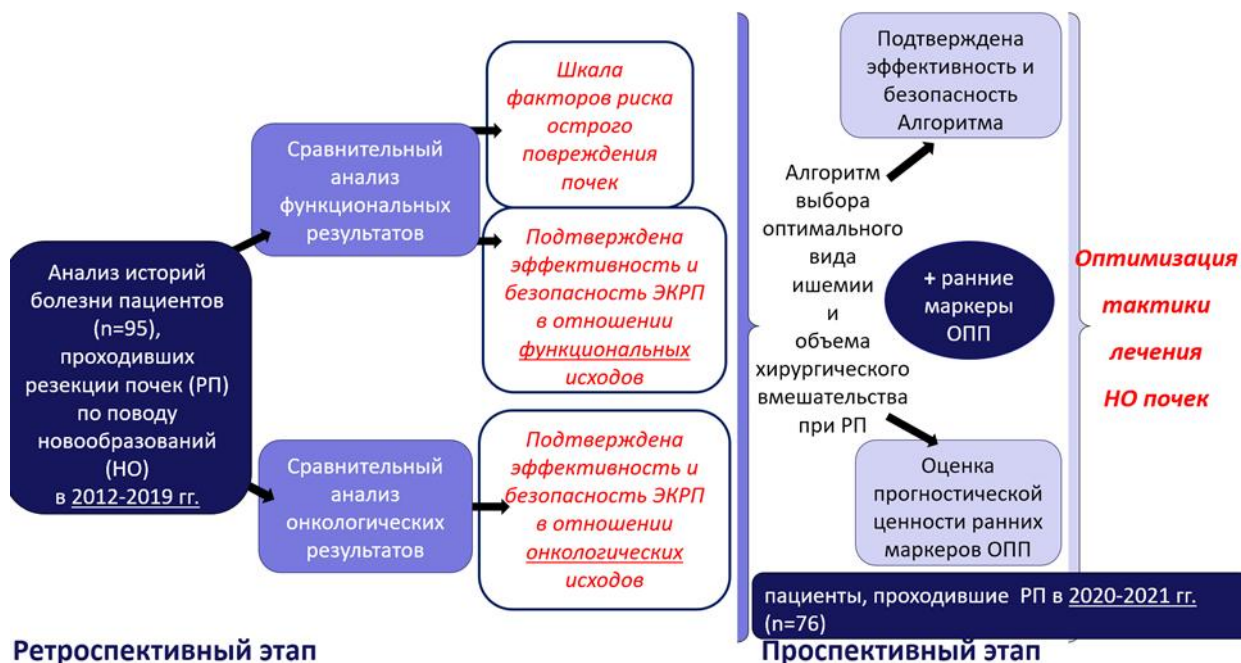 Анализ историй
болезни пациентов
(n=95),
проходивших
резекции почек (РП)
по поводу
новообразований
(НО)
в 2012-2019 гг.
Сравнительный
анализ
функциональных
результатов
Сравнительный
анализ
онкологических
результатов
Шкала
факторов риска
острого
повреждения
почек
Подтверждена
эффективность и
безопасность ЭКРП
в отношении
функциональных
исходов
Подтверждена
эффективность и
безопасность ЭКРП
в отношении
онкологических
исходов
Ретроспективный этап
Алгоритм
выбора
оптимального
вида
ишемии
и
объема
хирургического
вмешательства
при РП
Подтверждена
эффективность и
безопасность
Алгоритма
+ ранние
маркеры
ОПП
Оценка
прогностической
ценности ранних
маркеров ОПП
Оптимизация
тактики
лечения
НО почек
пациенты, проходившие РП в 2020-2021 гг.
(n=76)
Проспективный этап